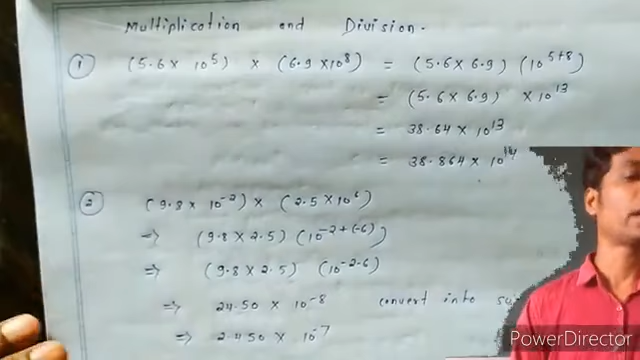 Multiplication and Division.
① (5.6 × 10⁵) × (6.9 × 10⁸) = (5.6 × 6.9) (10⁵⁺⁸)
= (5.6 × 6.9) × 10¹³
= 38.64 × 10¹³
= 38.864 × 10¹⁴
② (9.8 × 10⁻²) × (2.5 × 10⁻⁶)
=> (9.8 × 2.5) (10⁻²⁺⁽⁻⁶⁾)
=> (9.8 × 2.5) (10⁻²⁻⁶)
=> 24.50 × 10⁻⁸ convert into
=> 2.450 × 10⁻⁷
PowerDirector